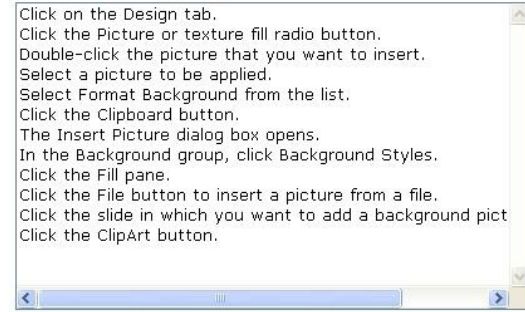 Click on the Design tab.
Click the Picture or texture fill radio button.
Double-click the picture that you want to insert.
Select a picture to be applied.
Select Format Background from the list.
Click the Clipboard button.
The Insert Picture dialog box opens.
In the Background group, click Background Styles.
Click the Fill pane.
Click the File button to insert a picture from a file.
Click the slide in which you want to add a background pict
Click the ClipArt button.